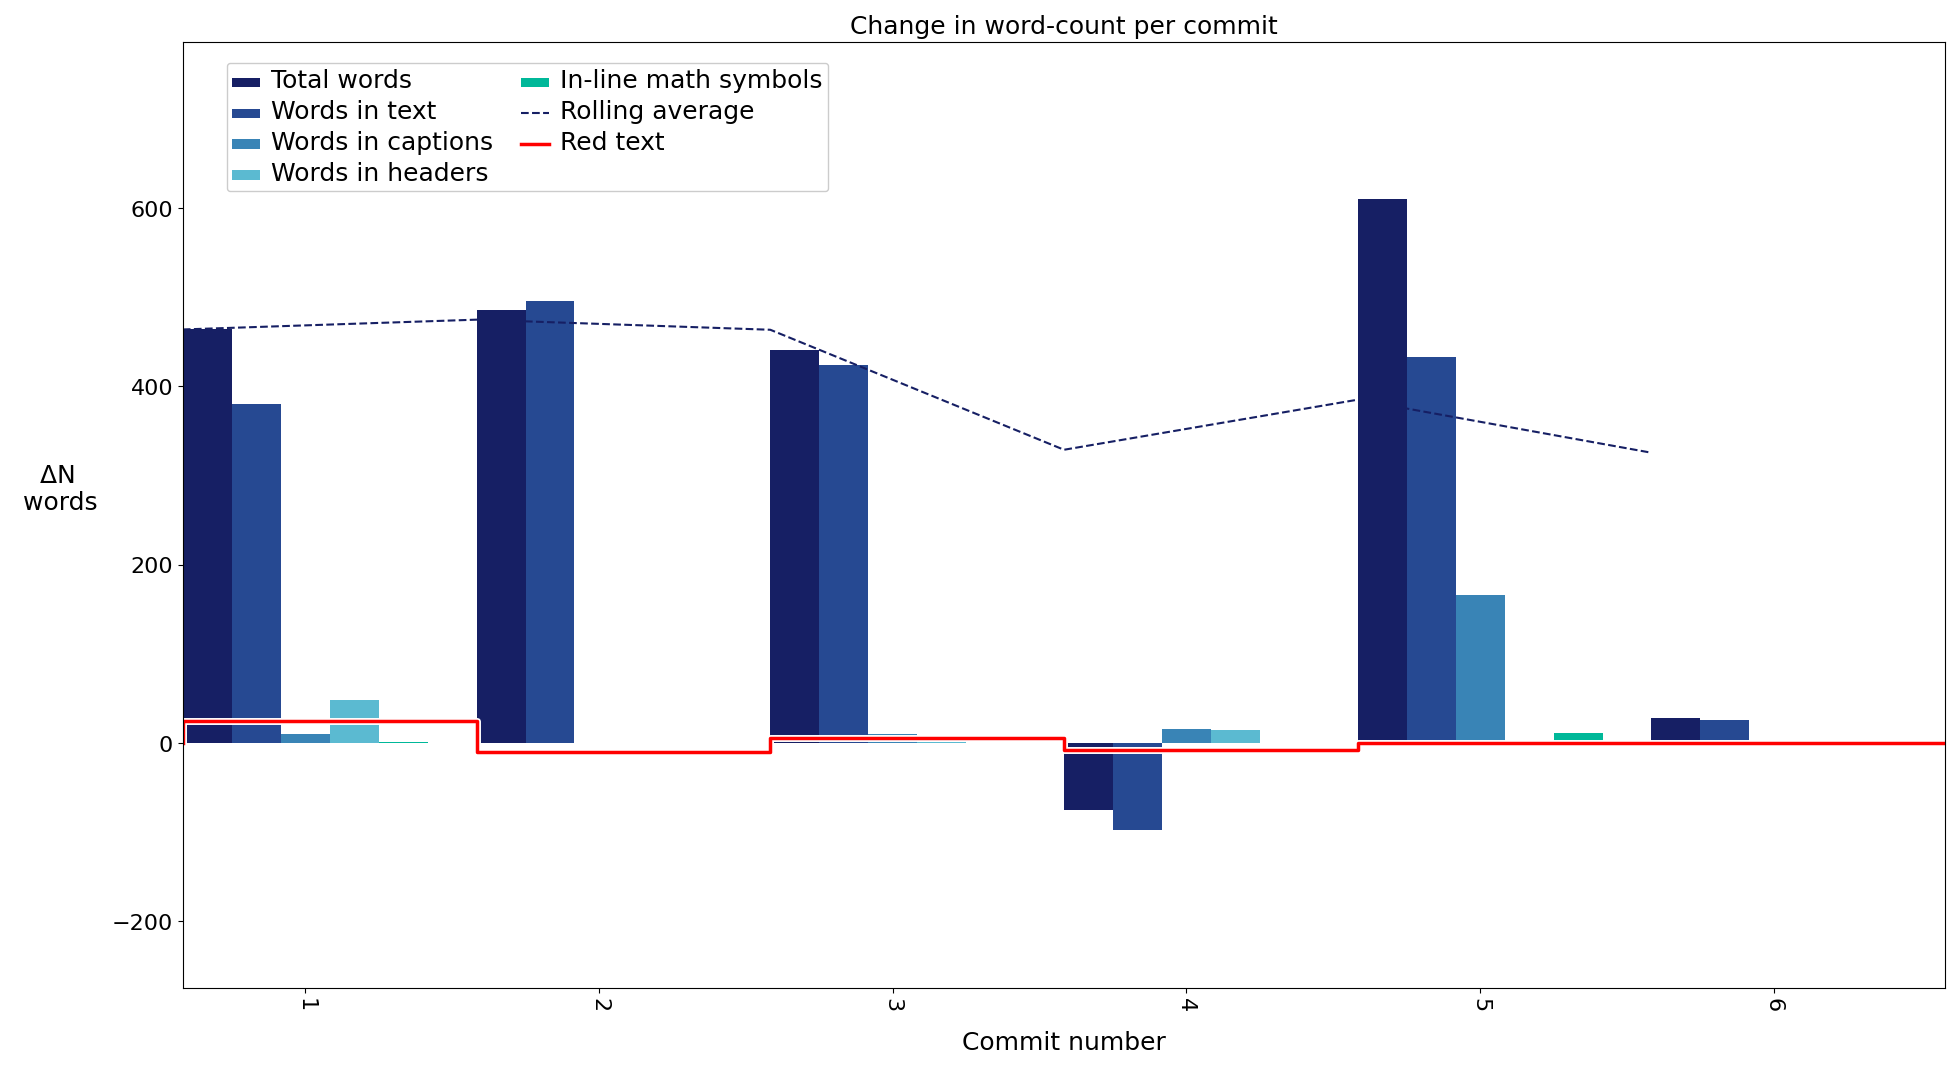 Change in word-count per commit
Total words
Words in text
Words in captions
Words in headers
In-line math symbols
Rolling average
Red text
600
400
200
0
−200
ΔN
words
1
2
3
4
5
6
Commit number